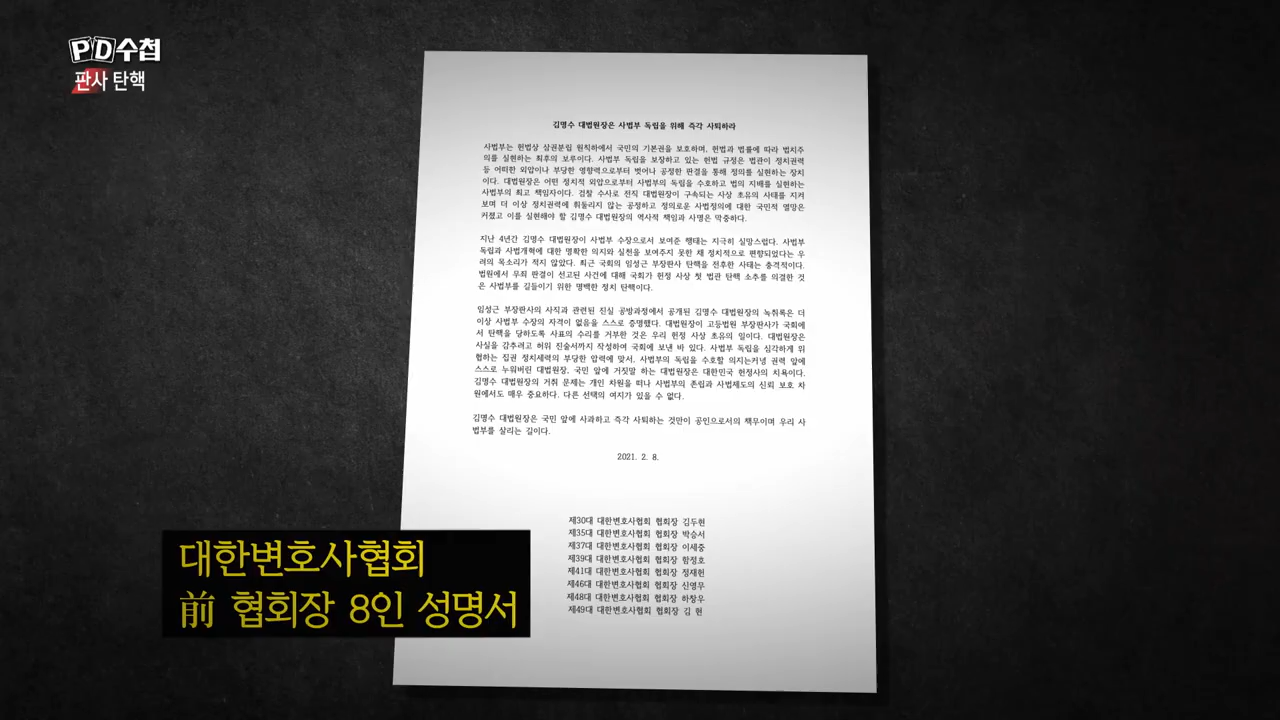 PD수첩
판사 탄핵
김명수 대법원장은 사법부 독립을 위해 즉각 사퇴하라
사법부는 헌법상 삼권분립 원칙하에서 국민의 기본권을 보호하며, 헌법과 법률에 따라 법치주
의를 실현하는 최후의 보루이다. 사법부 독립을 보장하고 있는 헌법 규정은 법관이 정치권력
등 어떠한 외압이나 부당한 영향력으로부터 벗어나 공정한 판결을 통해 정의를 실현하는 장치
이다. 대법원장은 어떤 정치적 외압으로부터 사법부의 독립을 수호하고 법의 지배를 실현하는
사법부의 최고 책임자이다. 검찰 수사로 전직 대법원장이 구속되는 사상 초유의 사태를 지켜
보며 더 이상 정치권력에 휘둘리지 않는 공정하고 정의로운 사법정의에 대한 국민적 열망은
커졌고 이를 실현해야 할 김명수 대법원장의 역사적 책임과 사명은 막중하다.
지난 4년간 김명수 대법원장이 사법부 수장으로서 보여준 행태는 지극히 실망스럽다. 사법부
독립과 사법개혁에 대한 명확한 의지와 실천을 보여주지 못한 채 정치적으로 편향되었다는 우
려의 목소리가 적지 않았다. 최근 국회의 임성근 부장판사 탄핵을 전후한 사태는 충격적이다.
법원에서 무죄 판결이 선고된 사건에 대해 국회가 헌정 사상 첫 법관 탄핵 소추를 의결한 것
은 사법부를 길들이기 위한 명백한 정치 탄핵이다.
임성근 부장판사의 사직과 관련된 진실 공방과정에서 공개된 김명수 대법원장의 녹취록은 더
이상 사법부 수장의 자격이 없음을 스스로 증명했다. 대법원장이 고등법원 부장판사가 국회에
서 탄핵을 당하도록 사표의 수리를 거부한 것은 우리 헌정 사상 초유의 일이다. 대법원장은
사실을 감추려고 허위 진술서까지 작성하여 국회에 보낸 바 있다. 사법부 독립을 심각하게 위
협하는 집권 정치세력의 부당한 압력에 맞서, 사법부의 독립을 수호할 의지는커녕 권력 앞에
스스로 누워버린 대법원장, 국민 앞에 거짓말 하는 대법원장은 대한민국 헌정사의 치욕이다.
김명수 대법원장의 거취 문제는 개인 차원을 떠나 사법부의 존립과 사법제도의 신뢰 보호 차
원에서도 매우 중요하다. 다른 선택의 여지가 있을 수 없다.
김명수 대법원장은 국민 앞에 사과하고 즉각 사퇴하는 것만이 공인으로서의 책무이며 우리 사
법부를 살리는 길이다.
2021. 2. 8.
제30대 대한변호사협회 협회장 김두현
제35대 대한변호사협회 협회장 박승서
제37대 대한변호사협회 협회장 이세중
제39대 대한변호사협회 협회장 함정호
제41대 대한변호사협회 협회장 정재헌
제46대 대한변호사협회 협회장 신영무
제48대 대한변호사협회 협회장 하창우
제49대 대한변호사협회 협회장 김 현
대한변호사협회
前 협회장 8인 성명서